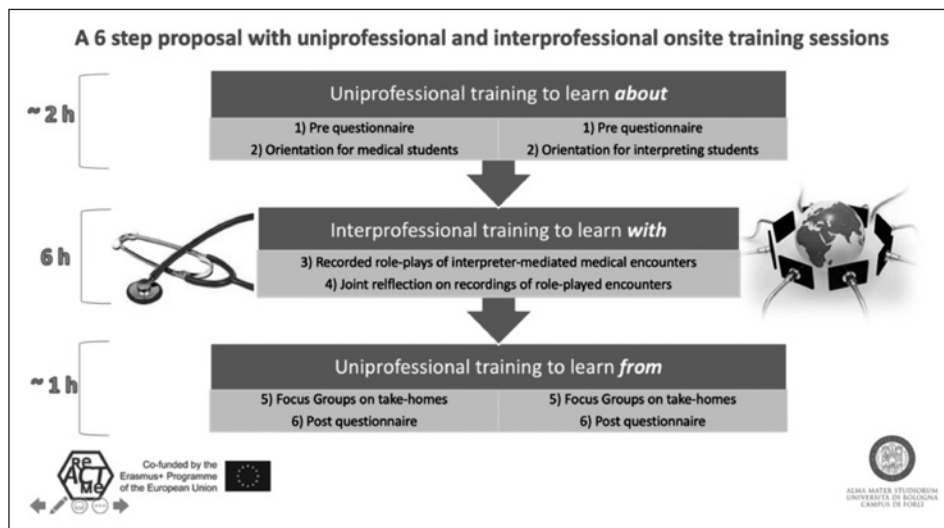 A 6 step proposal with uniprofessional and interprofessional onsite training sessions
~ 2 h
Uniprofessional training to learn about
1) Pre questionnaire
2) Orientation for medical students
1) Pre questionnaire
2) Orientation for interpreting students
6 h
Interprofessional training to learn with
3) Recorded role-plays of interpreter-mediated medical encounters
4) Joint relflection on recordings of role-played encounters
~ 1 h
Uniprofessional training to learn from
5) Focus Groups on take-homes
6) Post questionnaire
5) Focus Groups on take-homes
6) Post questionnaire
Re
ACT
Me
Co-funded by the
Erasmus+ Programme
of the European Union
ALMA MATER STUDIORUM
UNIVERSITÀ DI BOLOGNA
CAMPUS DI FORLÌ